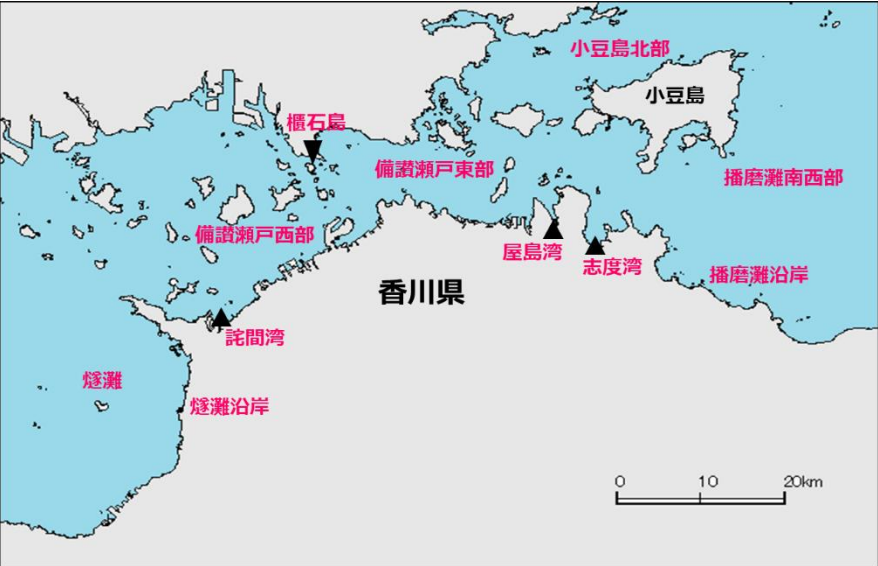 小豆島北部
小豆島
櫃石島
備讃瀬戸東部
播磨灘南西部
備讃瀬戸西部
屋島湾
志度湾
播磨灘沿岸
香川県
詫間湾
燧灘
燧灘沿岸
0 10 20km